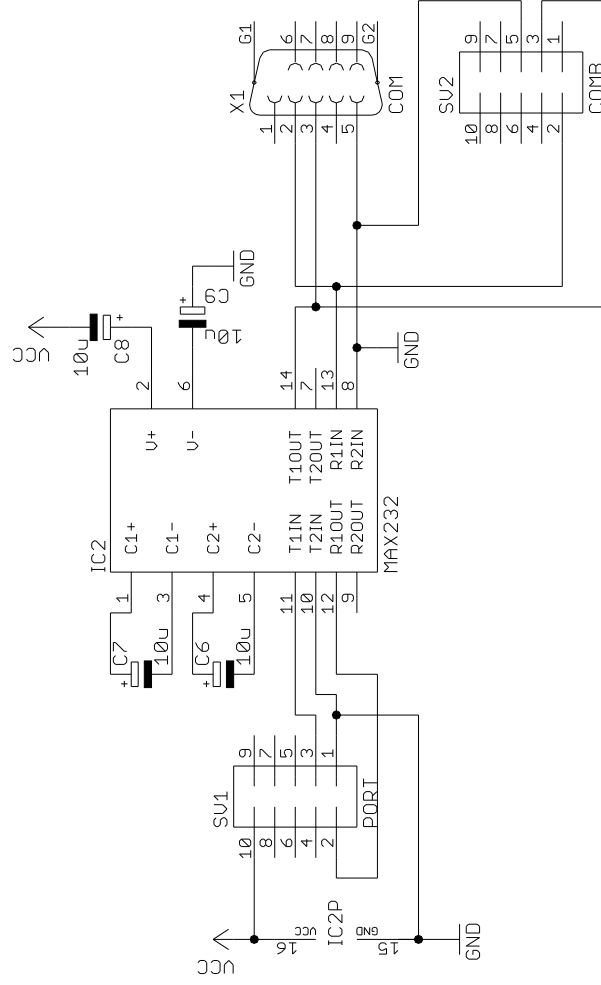 G1
6
7
8
9
G2
X1
COM
1
2
3
4
5
9
7
5
3
1
SV2
COMB
10
8
6
4
2
GND
C9
10u
VCC
10u
C8
2
6
14
7
13
8
GND
V+
V-
T1OUT
T2OUT
R1IN
R2IN
IC2
C1+
C1-
C2+
C2-
T1IN
T2IN
R1OUT
R2OUT
MAX232
1
3
4
5
11
10
12
9
C7
10u
C6
10u
9
7
5
3
1
SV1
PORT
10
8
6
4
2
VCC
16
VCC
IC2P
GND
15
GND